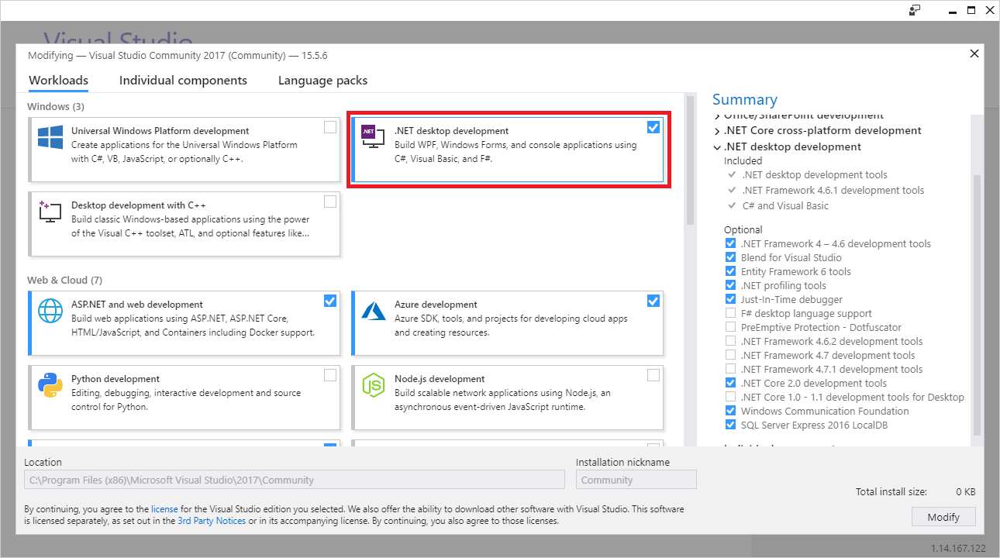 Visual Studio
Modifying — Visual Studio Community 2017 (Community) — 15.5.6
Workloads
Individual components
Language packs
Windows (3)
Universal Windows Platform development
Create applications for the Universal Windows Platform
with C#, VB, JavaScript, or optionally C++.
.NET
.NET desktop development
Build WPF, Windows Forms, and console applications using
C#, Visual Basic, and F#.
Desktop development with C++
Build classic Windows-based applications using the power
of the Visual C++ toolset, ATL, and optional features like...
Web & Cloud (7)
ASP.NET and web development
Build web applications using ASP.NET, ASP.NET Core,
HTML/JavaScript, and Containers including Docker support.
Azure development
Azure SDK, tools, and projects for developing cloud apps
and creating resources.
Python development
Editing, debugging, interactive development and source
control for Python.
JS
Node.js development
Build scalable network applications using Node.js, an
asynchronous event-driven JavaScript runtime.
Summary
Office/SharePoint development
.NET Core cross-platform development
.NET desktop development
Included
.NET desktop development tools
.NET Framework 4.6.1 development tools
C# and Visual Basic
Optional
.NET Framework 4 – 4.6 development tools
Blend for Visual Studio
Entity Framework 6 tools
.NET profiling tools
Just-In-Time debugger
F# desktop language support
PreEmptive Protection - Dotfuscator
.NET Framework 4.6.2 development tools
.NET Framework 4.7 development tools
.NET Framework 4.7.1 development tools
.NET Core 2.0 development tools
.NET Core 1.0 - 1.1 development tools for Desktop
Windows Communication Foundation
SQL Server Express 2016 LocalDB
Location
C:\Program Files (x86)\Microsoft Visual Studio\2017\Community
Installation nickname
Community
Total install size: 0 KB
By continuing, you agree to the license for the Visual Studio edition you selected. We also offer the ability to download other software with Visual Studio. This software
is licensed separately, as set out in the 3rd Party Notices or in its accompanying license. By continuing, you also agree to those licenses.
Modify
1.14.167.122